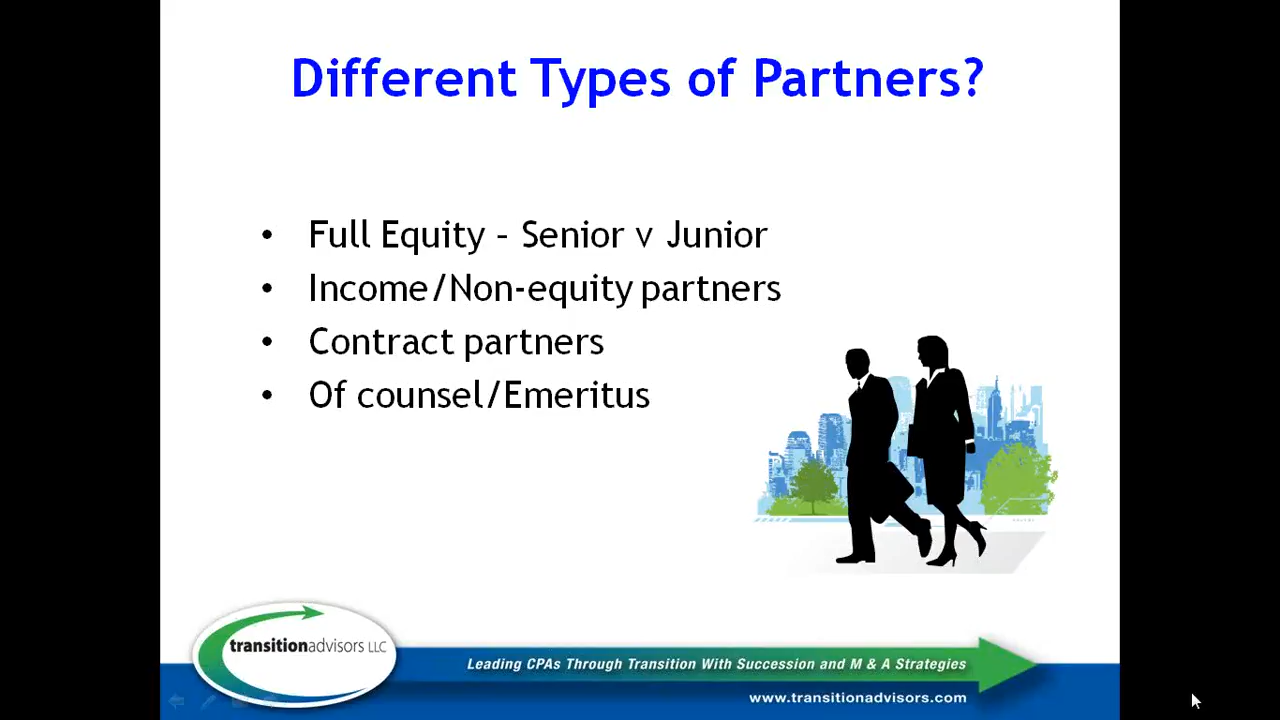 Different Types of Partners?
• Full Equity – Senior v Junior
• Income/Non-equity partners
• Contract partners
• Of counsel/Emeritus
transitionadvisors LLC
Leading CPAs Through Transition With Succession and M & A Strategies
www.transitionadvisors.com